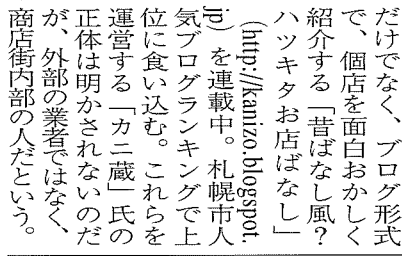 だけでなく、ブログ形式
で、個店を面白おかしく
紹介する「昔ばなし風?
ハツキタお店ばなし」
(http://kanizo.blogspot.
jp)を連載中。札幌市人
気ブログランキングで上
位に食い込む。これらを
運営する「カニ蔵」氏の
正体は明かされないのだ
が、外部の業者ではなく、
商店街内部の人だという。